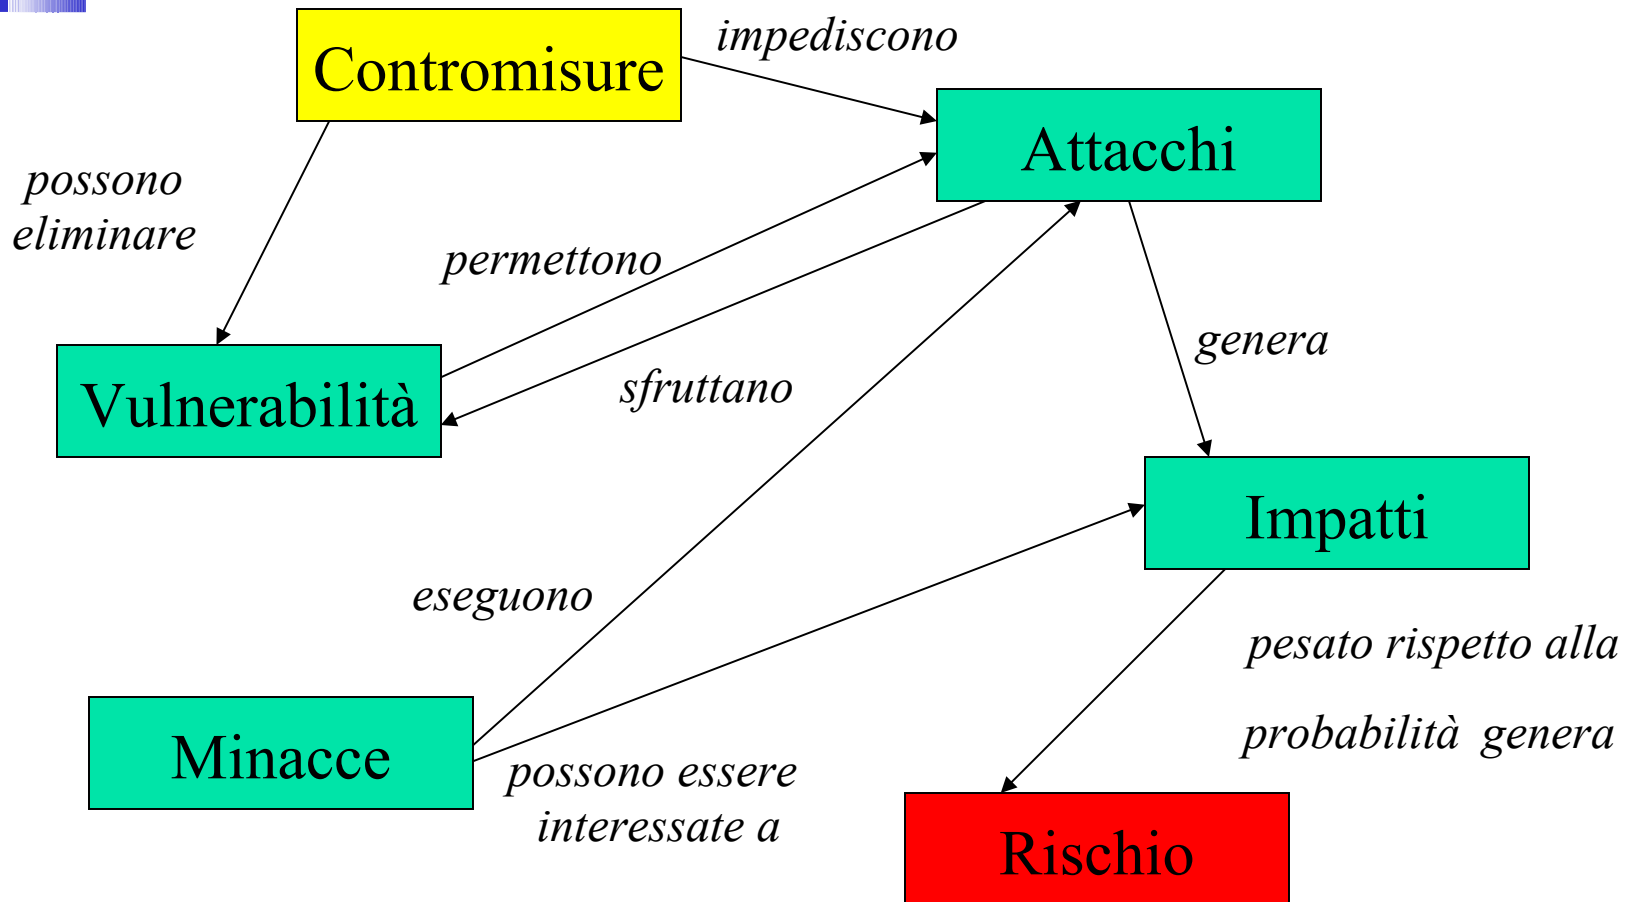 Contromisure
impediscono
Attacchi
possono
eliminare
permettono
genera
Vulnerabilità
sfruttano
Impatti
eseguono
pesato rispetto alla
probabilità genera
Minacce
possono essere
interessate a
Rischio